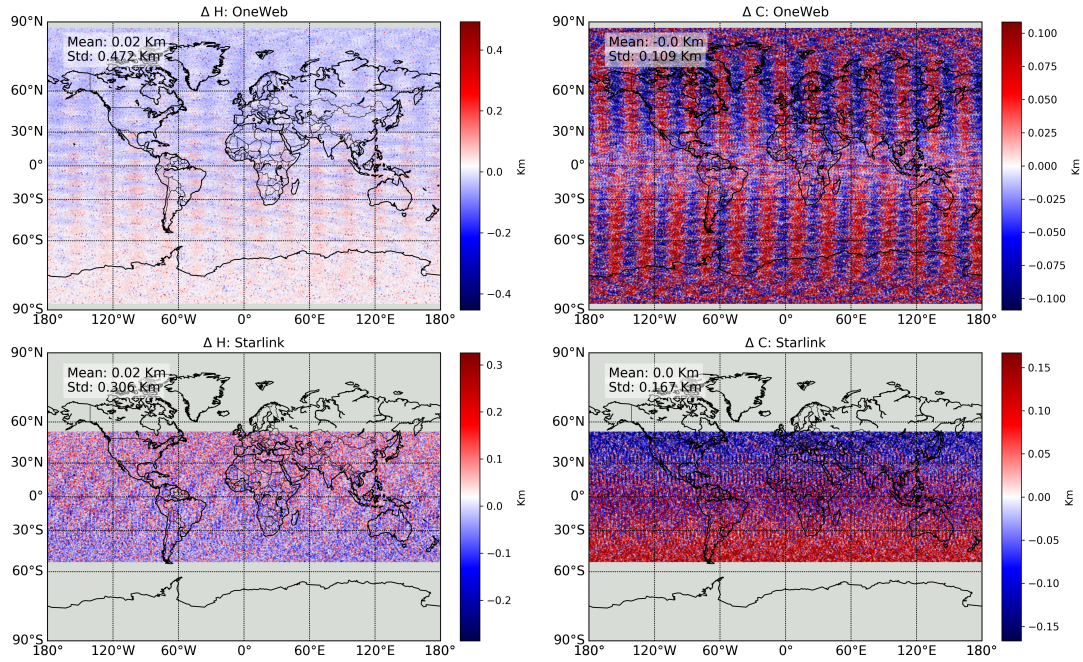 Δ H: OneWeb
Mean: 0.02 Km
Std: 0.472 Km
90°N
60°N
30°N
0°
30°S
60°S
90°S
180° 120°W 60°W 0° 60°E 120°E 180°
0.4
0.2
0.0
−0.2
−0.4
Km
Δ C: OneWeb
Mean: -0.0 Km
Std: 0.109 Km
90°N
60°N
30°N
0°
30°S
60°S
90°S
180° 120°W 60°W 0° 60°E 120°E 180°
0.100
0.075
0.050
0.025
0.000
−0.025
−0.050
−0.075
−0.100
Km
Δ H: Starlink
Mean: 0.02 Km
Std: 0.306 Km
90°N
60°N
30°N
0°
30°S
60°S
90°S
180° 120°W 60°W 0° 60°E 120°E 180°
0.3
0.2
0.1
0.0
−0.1
−0.2
Km
Δ C: Starlink
Mean: 0.0 Km
Std: 0.167 Km
90°N
60°N
30°N
0°
30°S
60°S
90°S
180° 120°W 60°W 0° 60°E 120°E 180°
0.15
0.10
0.05
0.00
−0.05
−0.10
−0.15
Km